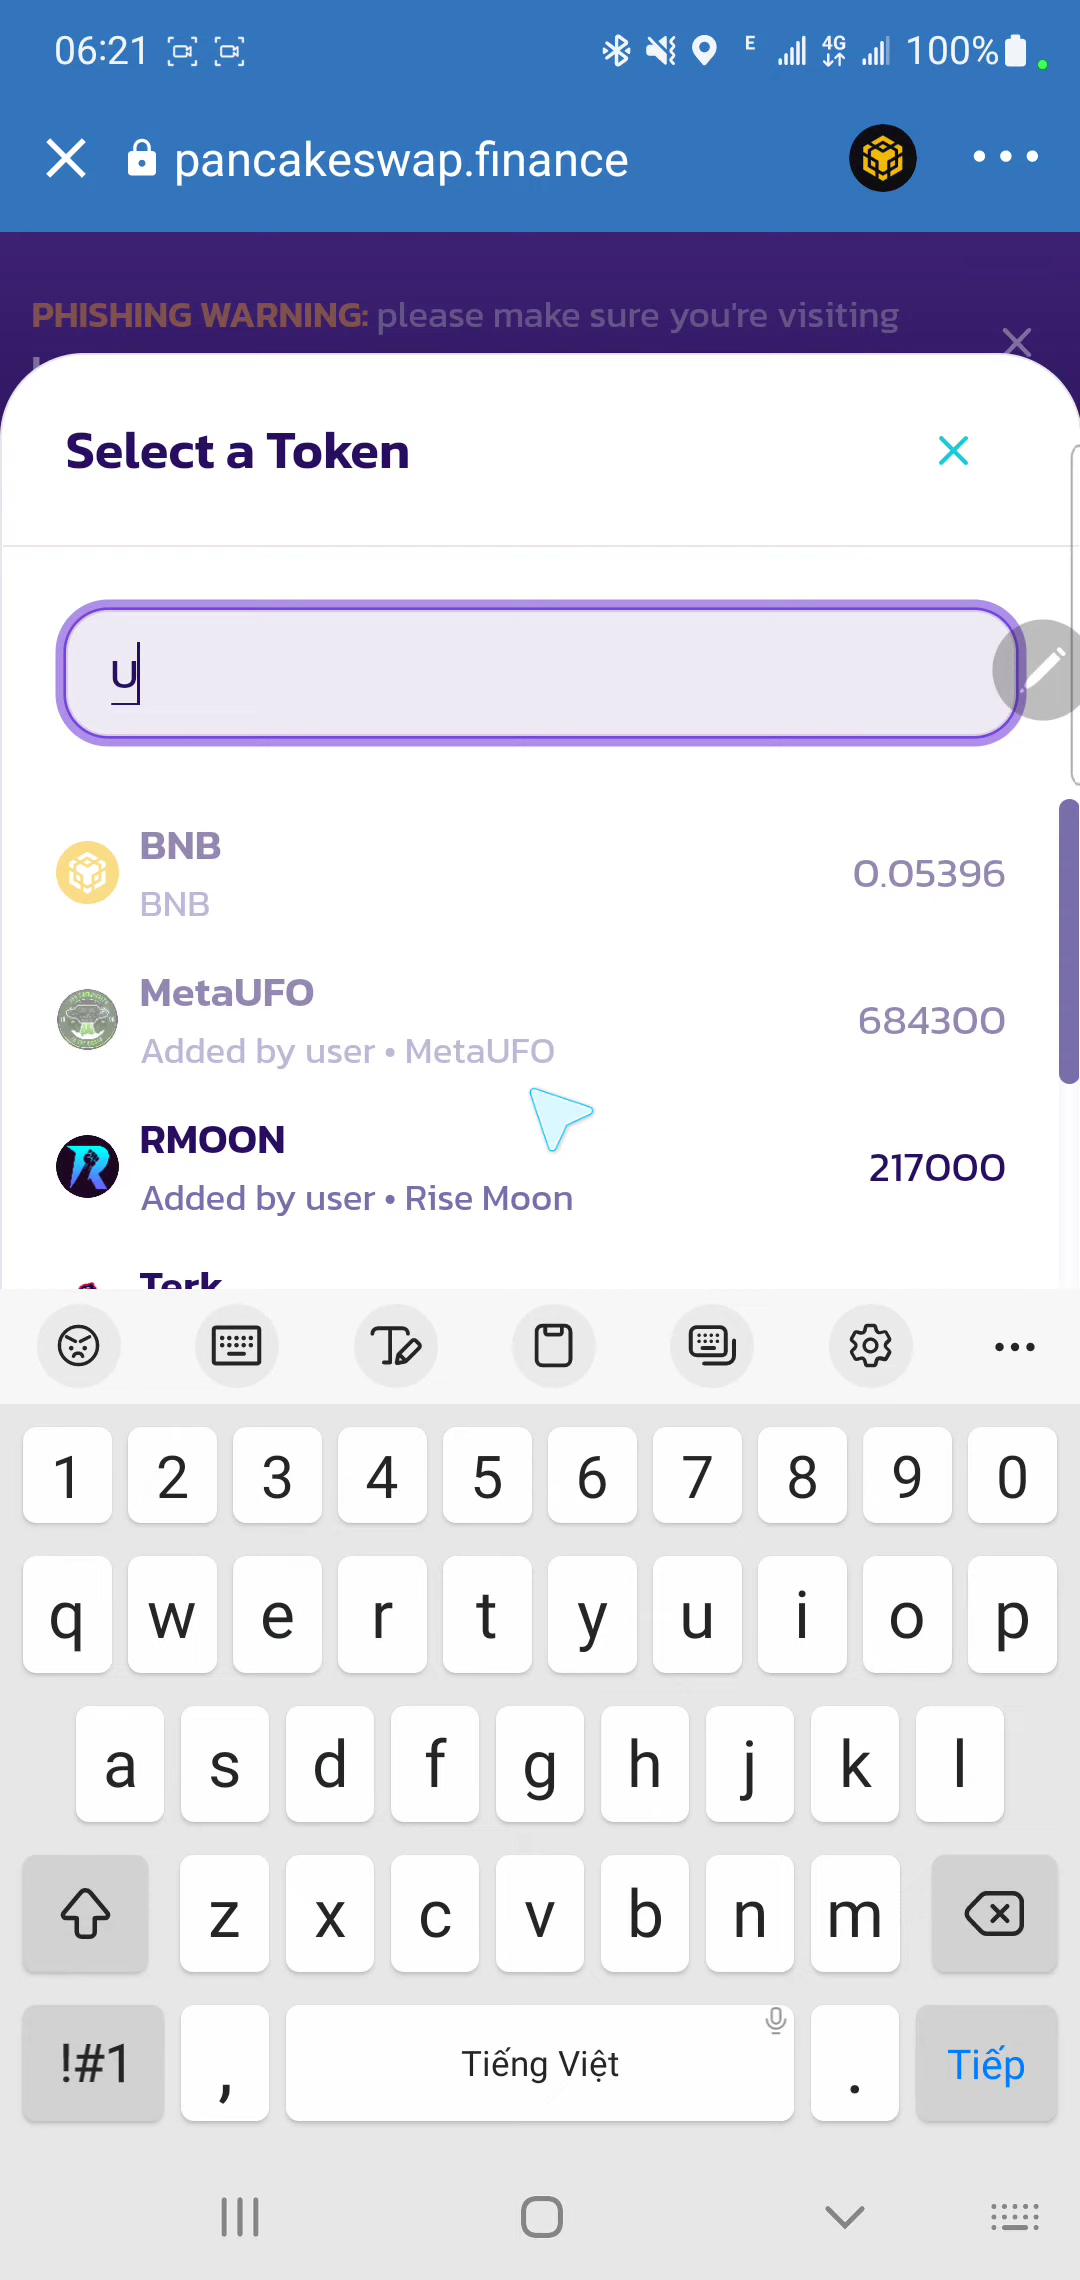 06:21
E 4G 100%
pancakeswap.finance
PHISHING WARNING: please make sure you're visiting
Select a Token
U
BNB
BNB
0.05396
MetaUFO
Added by user • MetaUFO
684300
RMOON
Added by user • Rise Moon
217000
Terk
1 2 3 4 5 6 7 8 9 0
q w e r t y u i o p
a s d f g h j k l
z x c v b n m
!#1 , Tiếng Việt . Tiếp